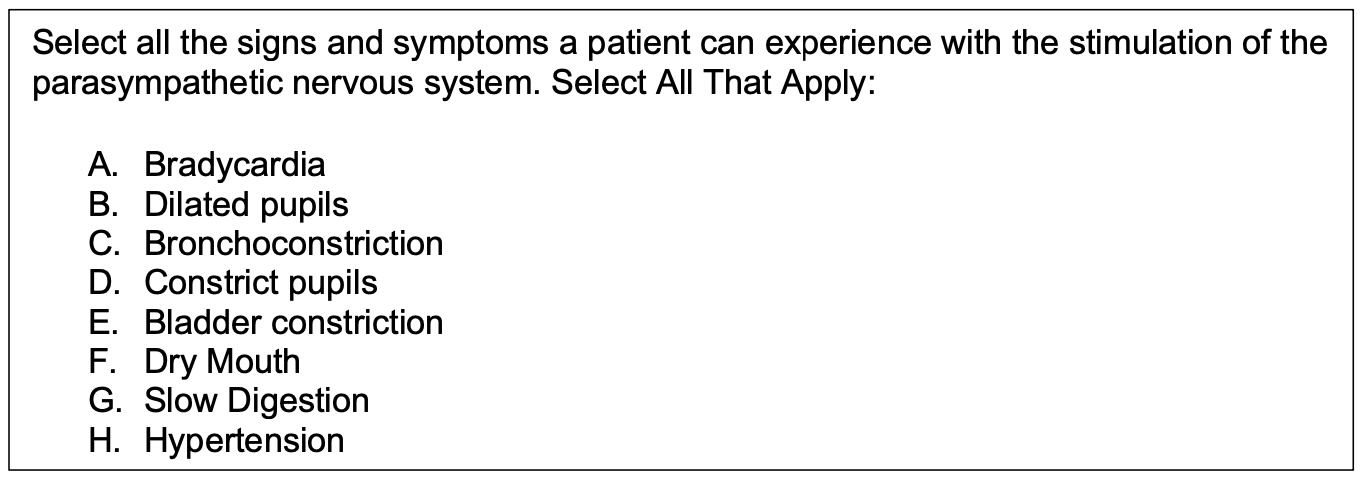 Select all the signs and symptoms a patient can experience with the stimulation of the
parasympathetic nervous system. Select All That Apply:
A. Bradycardia
B. Dilated pupils
C. Bronchoconstriction
D. Constrict pupils
E. Bladder constriction
F. Dry Mouth
G. Slow Digestion
H. Hypertension